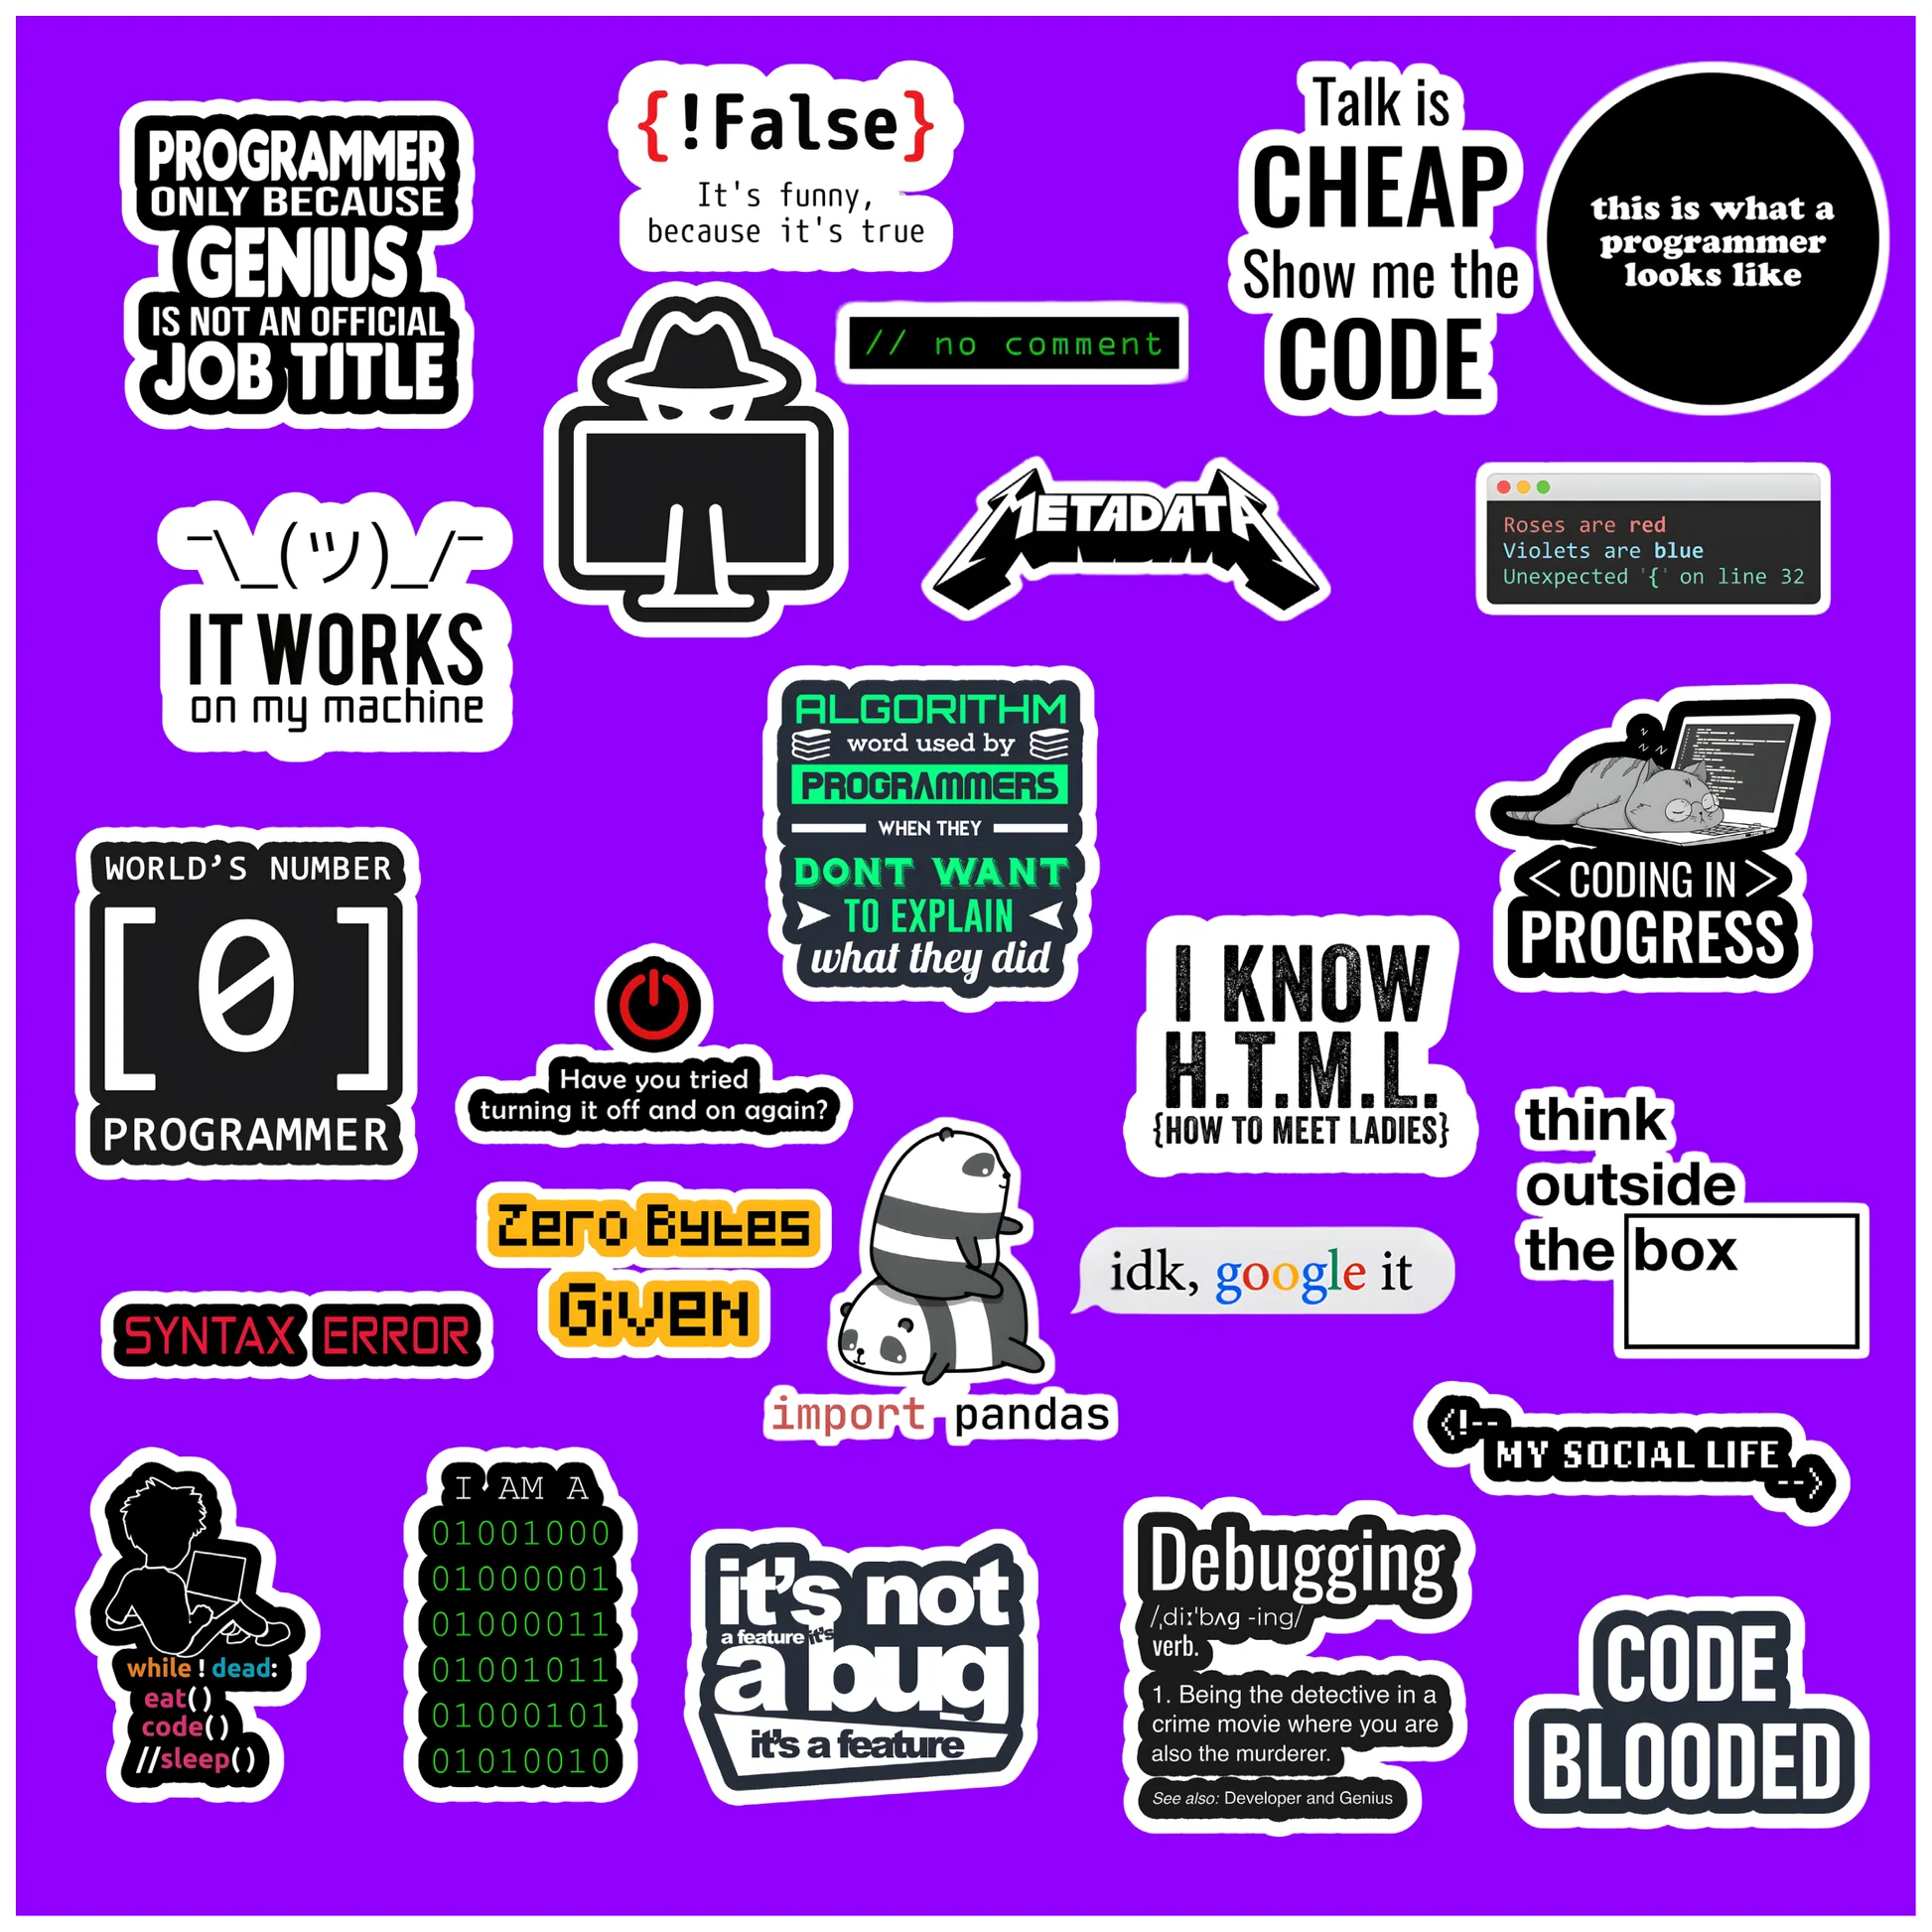 PROGRAMMER
ONLY BECAUSE
GENIUS
IS NOT AN OFFICIAL
JOB TITLE
{!False}
It's funny,
because it's true
Talk is
CHEAP
Show me the
CODE
this is what a
programmer
looks like
// no comment
METADATA
Roses are red
Violets are blue
Unexpected '{' on line 32
¯\_(ツ)_/¯
IT WORKS
on my machine
ALGORITHM
word used by
PROGRAMMERS
WHEN THEY
DONT WANT
TO EXPLAIN
what they did
z z
z z
<CODING IN>
PROGRESS
WORLD'S NUMBER
[0]
PROGRAMMER
Have you tried
turning it off and on again?
I KNOW
H.T.M.L.
{HOW TO MEET LADIES}
think
outside
the box
Zero Bytes
Given
idk, google it
SYNTAX ERROR
import pandas
<!--
MY SOCIAL LIFE
-->
while ! dead:
eat()
code()
//sleep()
I AM A
01001000
01000001
01000011
01001011
01000101
01010010
it's not
a feature it's
a bug
it's a feature
Debugging
/ˌdiːˈbʌg -ing/
verb.
1. Being the detective in a
crime movie where you are
also the murderer.
See also: Developer and Genius
CODE
BLOODED